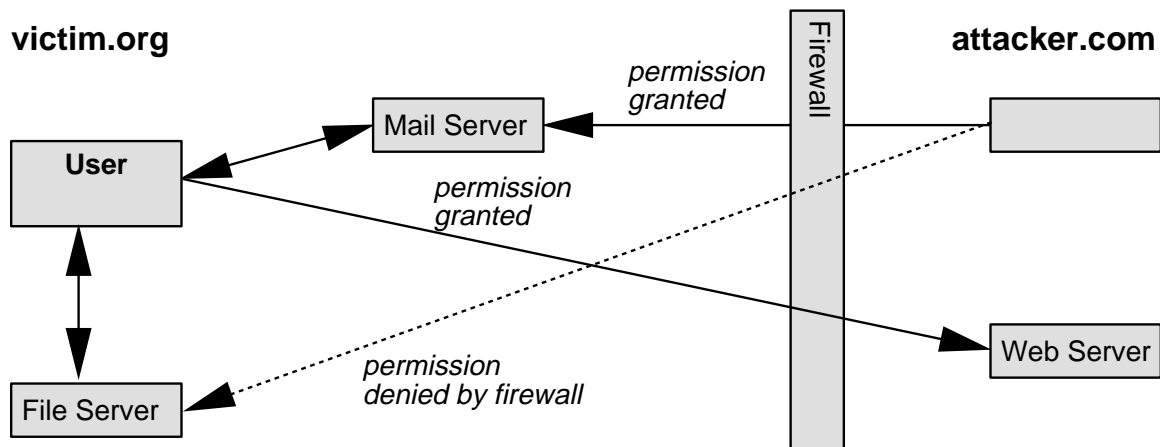 victim.org
Firewall
attacker.com
permission
granted
Mail Server
User
permission
granted
Web Server
permission
denied by firewall
File Server